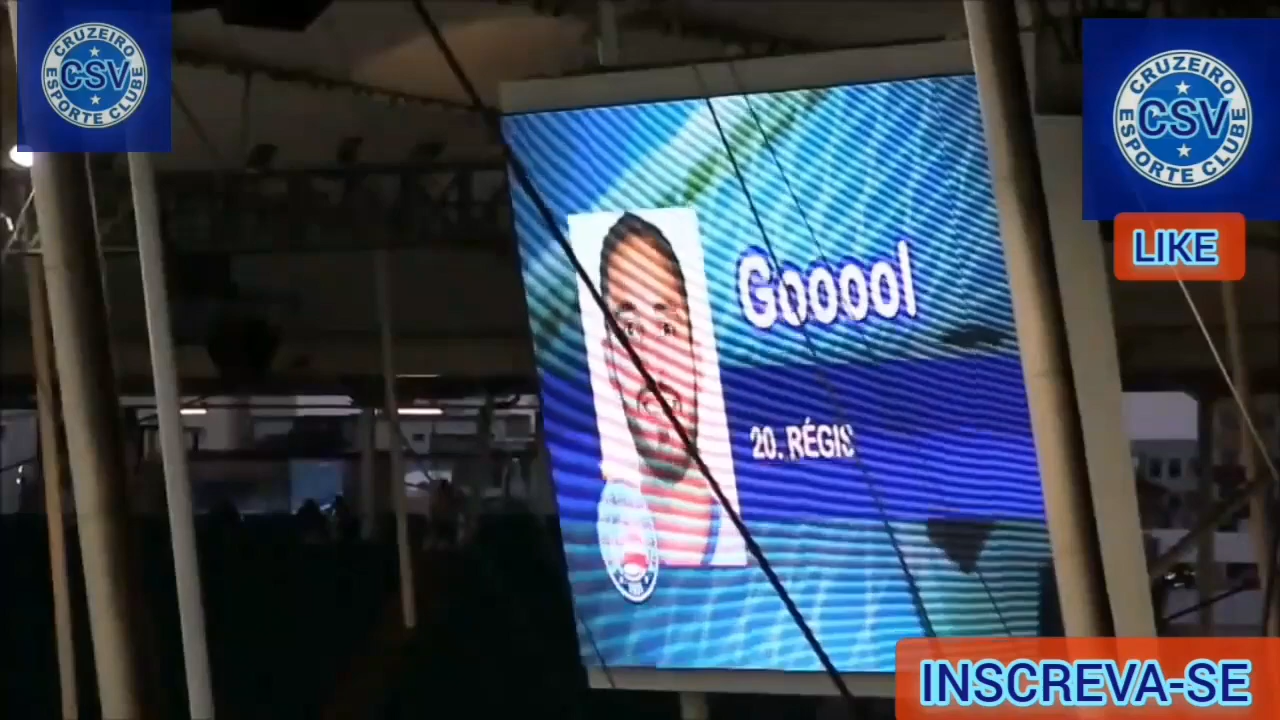 CRUZEIRO
CSV
ESPORTE CLUBE
CRUZEIRO
CSV
ESPORTE CLUBE
LIKE
Gooool
20. RÉGIS
INSCREVA-SE